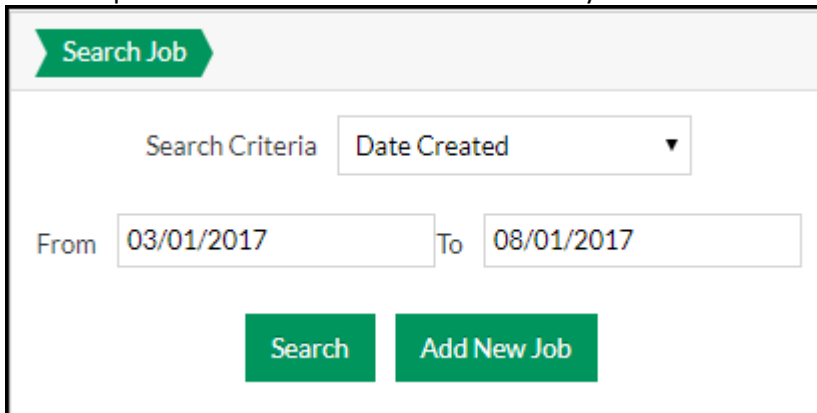 Search Job
Search Criteria Date Created
From 03/01/2017 To 08/01/2017
Search Add New Job